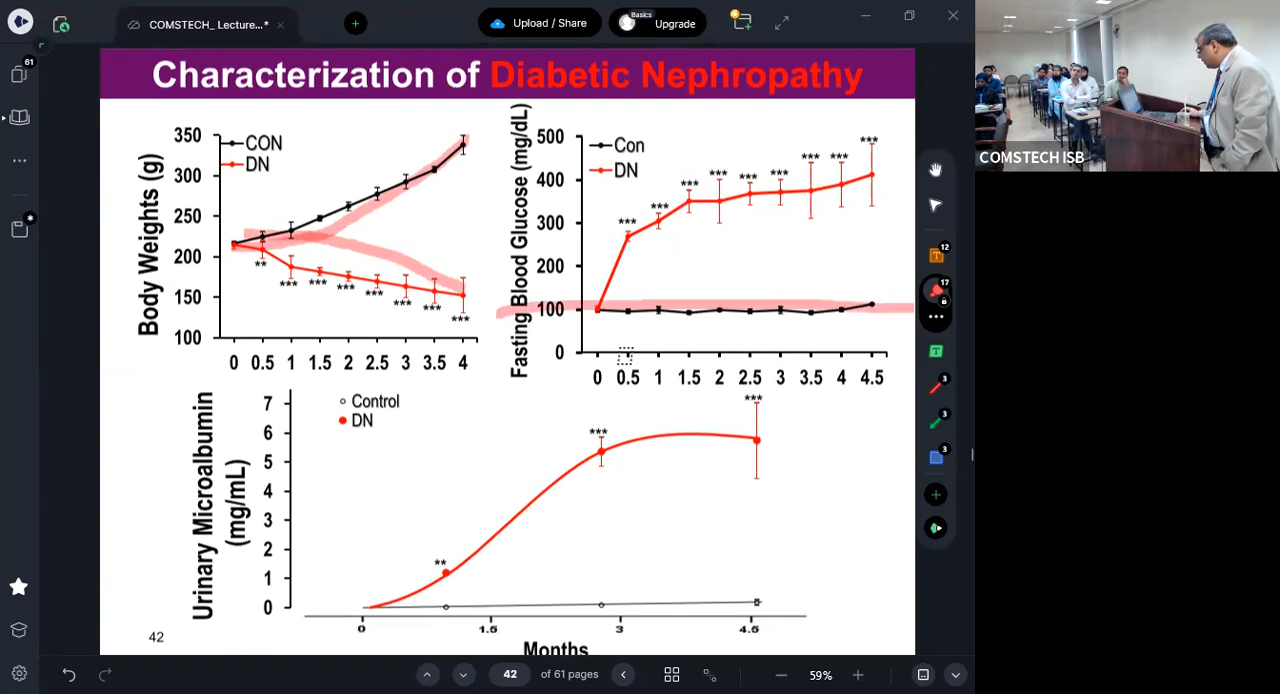 COMSTECH_ Lecture...*
Upload / Share
Basics
Upgrade
61
Characterization of Diabetic Nephropathy
Body Weights (g)
350
300
250
200
150
100
CON
DN
**
***
***
***
***
***
***
***
0 0.5 1 1.5 2 2.5 3 3.5 4
Fasting Blood Glucose (mg/dL)
500
400
300
200
100
0
Con
DN
***
***
***
***
***
***
***
***
***
0 0.5 1 1.5 2 2.5 3 3.5 4 4.5
Urinary Microalbumin
(mg/mL)
7
6
5
4
3
2
1
0
Control
DN
**
***
***
0 1.5 3 4.5
Months
42
COMSTECH ISB
12
17
3
3
3
42 of 61 pages
59%